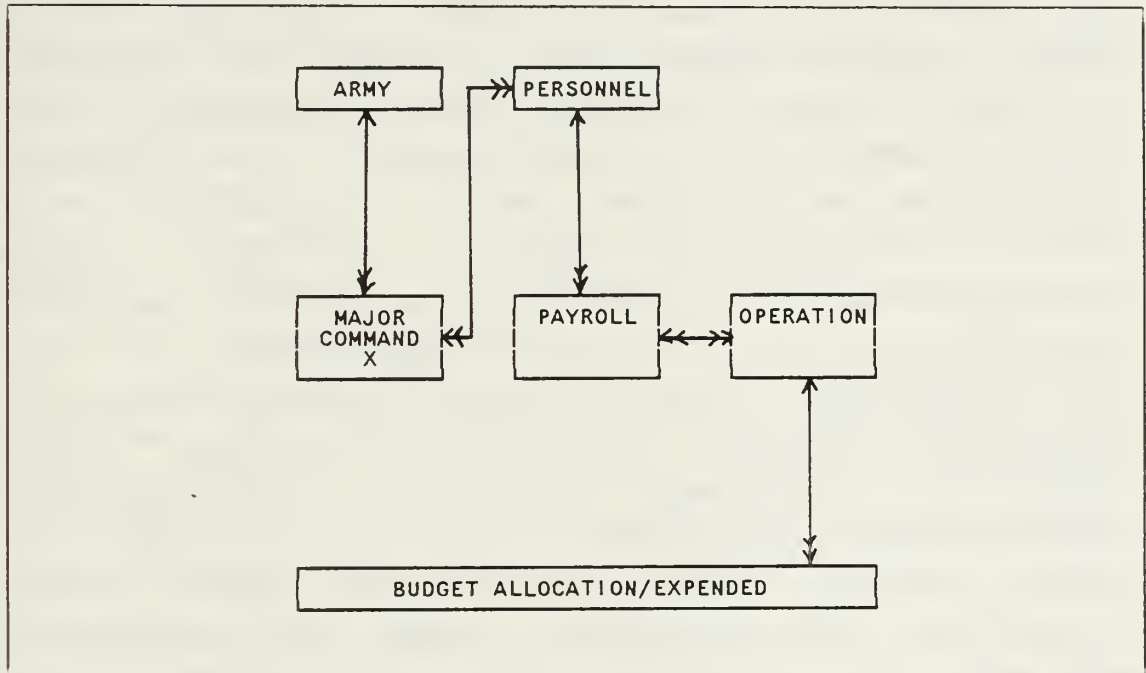 ARMY
PERSONNEL
MAJOR
COMMAND
X
PAYROLL
OPERATION
BUDGET ALLOCATION/EXPENDED